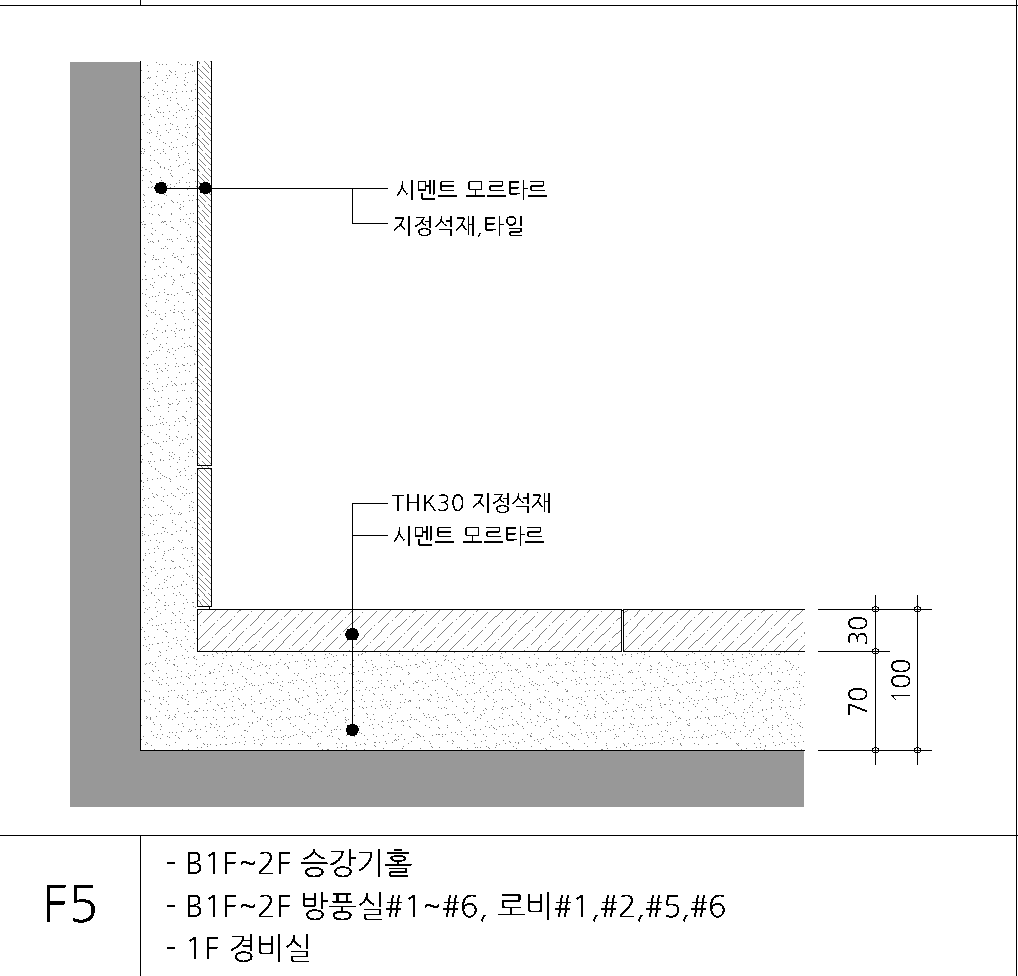 시멘트 모르타르
지정석재,타일
THK30 지정석재
시멘트 모르타르
30
70
100
F5
- B1F~2F 승강기홀
- B1F~2F 방풍실#1~#6, 로비#1,#2,#5,#6
- 1F 경비실